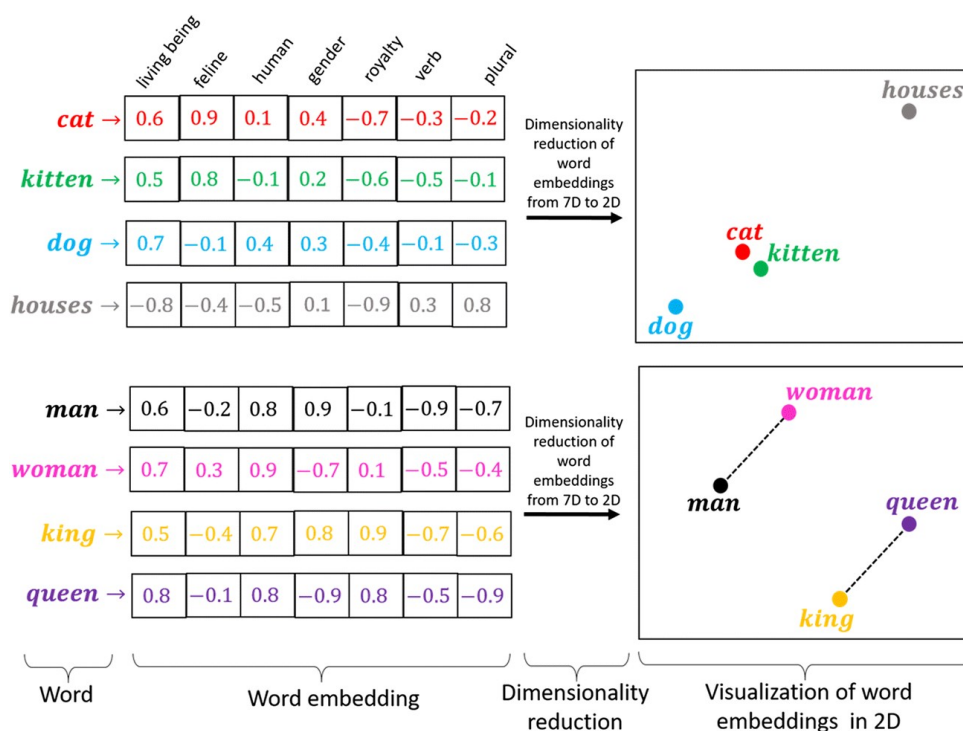 living being feline human gender royalty verb plural
cat → 0.6 0.9 0.1 0.4 −0.7 −0.3 −0.2
kitten → 0.5 0.8 −0.1 0.2 −0.6 −0.5 −0.1
dog → 0.7 −0.1 0.4 0.3 −0.4 −0.1 −0.3
houses → −0.8 −0.4 −0.5 0.1 −0.9 0.3 0.8
Dimensionality
reduction of
word
embeddings
from 7D to 2D
houses
cat
kitten
dog
man → 0.6 −0.2 0.8 0.9 −0.1 −0.9 −0.7
woman → 0.7 0.3 0.9 −0.7 0.1 −0.5 −0.4
king → 0.5 −0.4 0.7 0.8 0.9 −0.7 −0.6
queen → 0.8 −0.1 0.8 −0.9 0.8 −0.5 −0.9
Dimensionality
reduction of
word
embeddings
from 7D to 2D
woman
man
queen
king
Word
Word embedding
Dimensionality
reduction
Visualization of word
embeddings in 2D